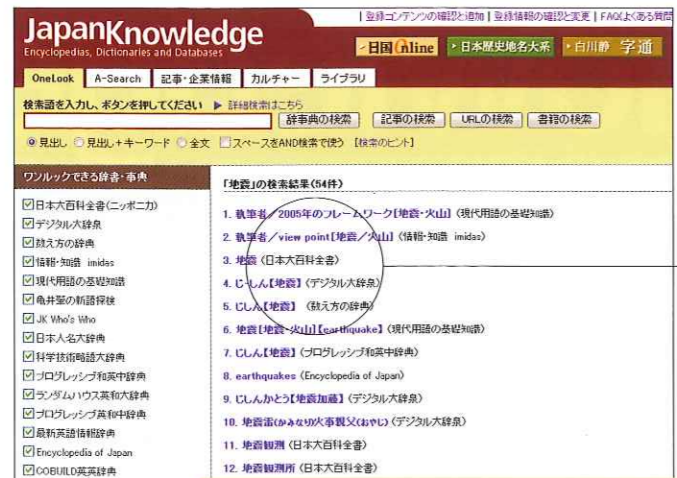 登録コンテンツの確認と追加 | 登録情報の確認と変更 | FAQ(よくある質問
JapanKnowledge
Encyclopedias, Dictionaries and Databases
日国 Online
日本歴史地名大系
白川静 字通
OneLook A-Search 記事・企業情報 カルチャー ライブラリ
検索語を入力し、ボタンを押してください ▶ 詳細検索はこちら
辞事典の検索 記事の検索 URLの検索 書籍の検索
見出し 見出し+キーワード 全文 スペースをAND検索で使う 【検索のヒント】
ワンルックできる辞書・事典
日本大百科全書(ニッポニカ)
デジタル大辞泉
数え方の辞典
情報・知識 imidas
現代用語の基礎知識
亀井肇の新語探検
JK Who's Who
日本人名大辞典
科学技術略語大辞典
プログレッシブ和英中辞典
ランダムハウス英和大辞典
プログレッシブ英和中辞典
最新英語情報辞典
Encyclopedia of Japan
COBUILD英英辞典
「地震」の検索結果(54件)
1. 執筆者/2005年のフレームワーク[地震・火山] (現代用語の基礎知識)
2. 執筆者/view point[地震/火山] (情報・知識 imidas)
3. 地震 (日本大百科全書)
4. じ‐しん【地震】 (デジタル大辞泉)
5. じしん【地震】 (数え方の辞典)
6. 地震[地震・火山]【earthquake】 (現代用語の基礎知識)
7. じしん【地震】 (プログレッシブ和英中辞典)
8. earthquakes (Encyclopedia of Japan)
9. じしんかとう【地震加藤】 (デジタル大辞泉)
10. 地震雷(かみなり)火事親父(おやじ) (デジタル大辞泉)
11. 地震観測 (日本大百科全書)
12. 地震観測所 (日本大百科全書)